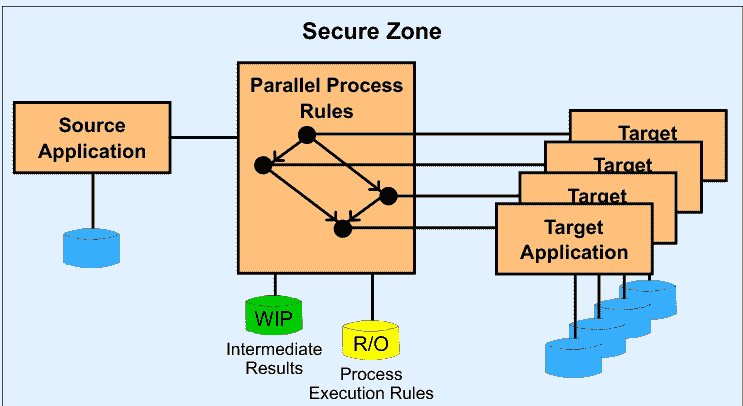 Secure Zone
Parallel Process
Rules
Source
Application
Target
Target
Target
Target
Application
WIP
Intermediate
Results
R/O
Process
Execution Rules